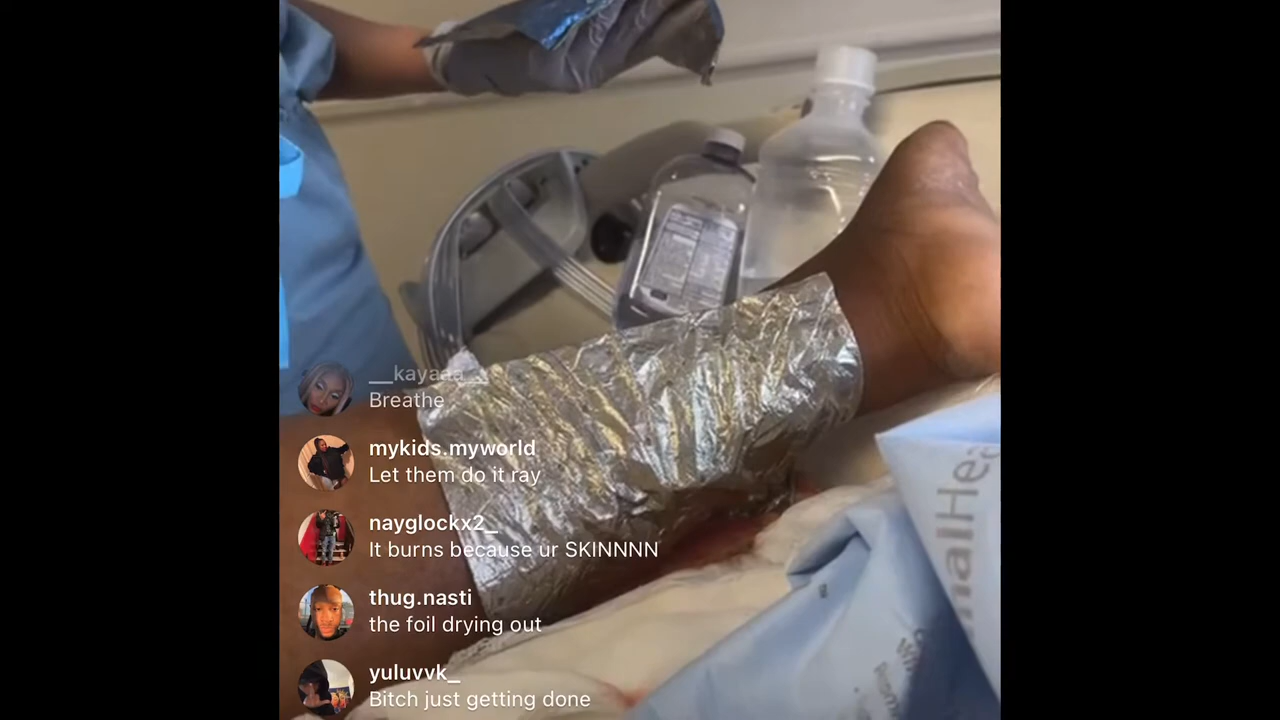 __kayaaa__
Breathe
mykids.myworld
Let them do it ray
nayglockx2_
It burns because ur SKINNNN
thug.nasti
the foil drying out
yuluvvk_
Bitch just getting done